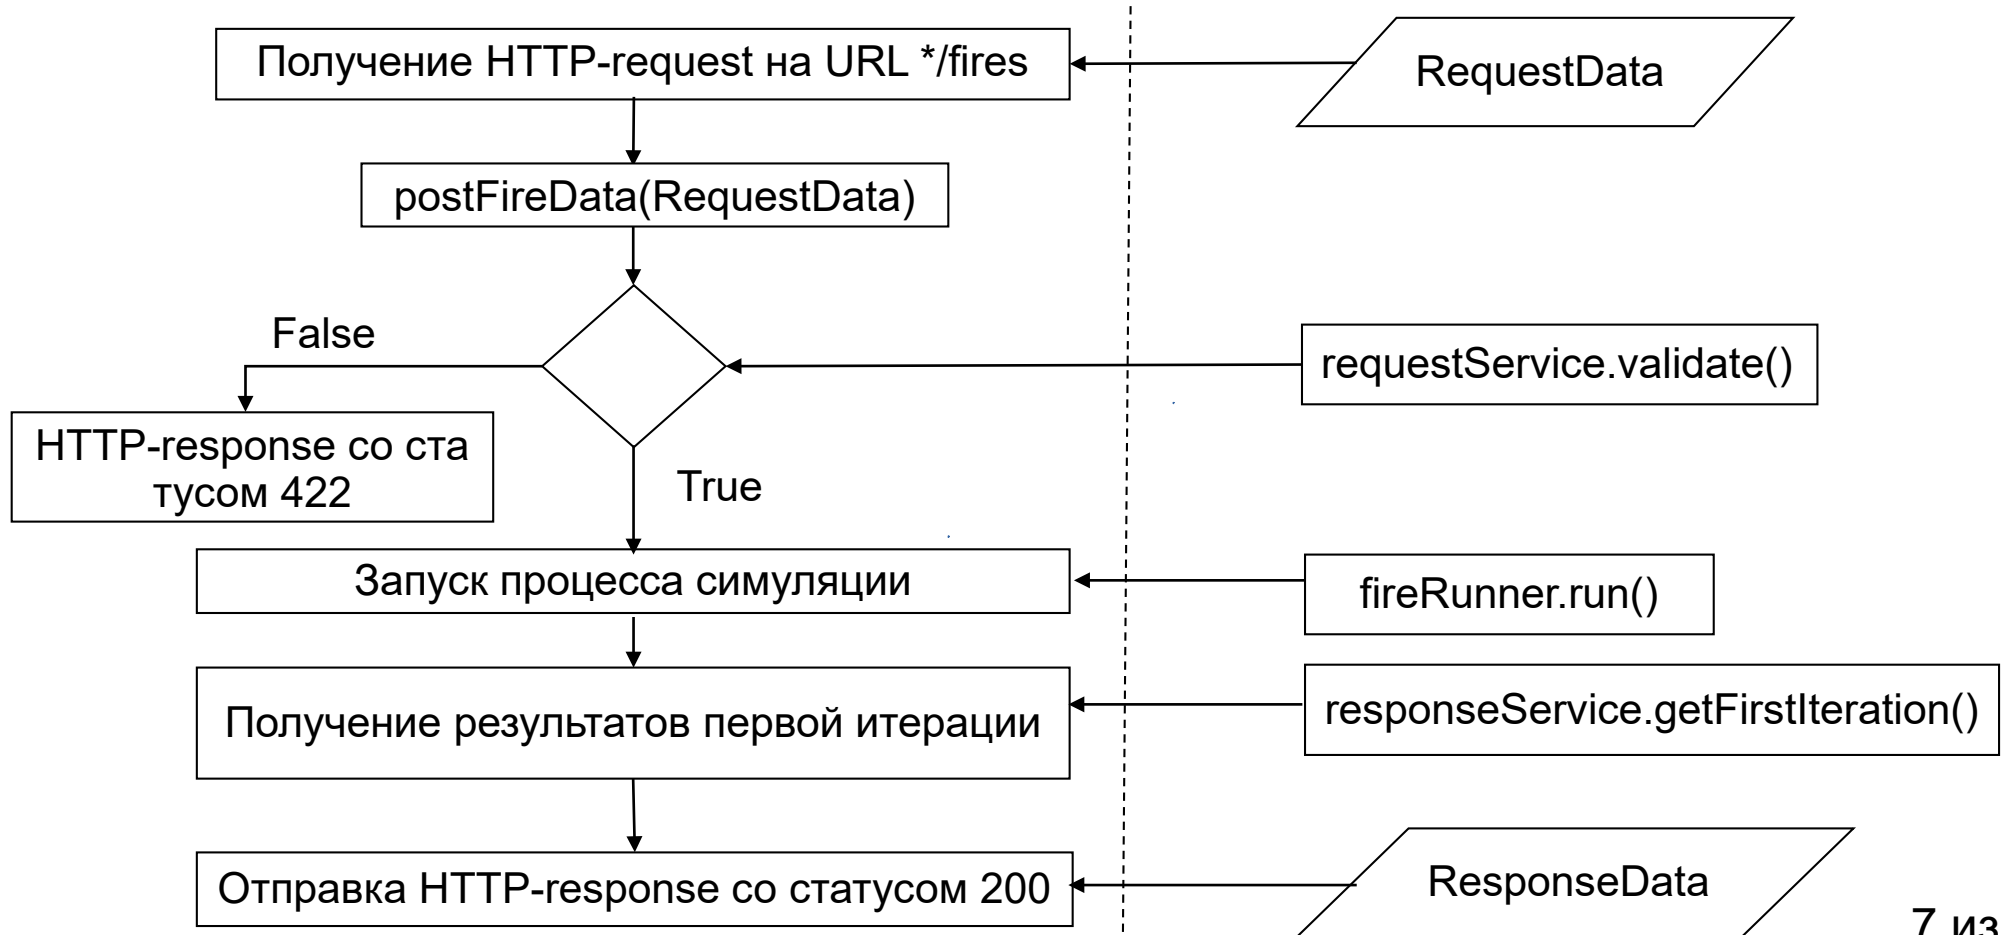 Получение HTTP-request на URL */fires
RequestData
postFireData(RequestData)
False
requestService.validate()
HTTP-response со ста
тусом 422
True
Запуск процесса симуляции
fireRunner.run()
Получение результатов первой итерации
responseService.getFirstIteration()
Отправка HTTP-response со статусом 200
ResponseData
7 из